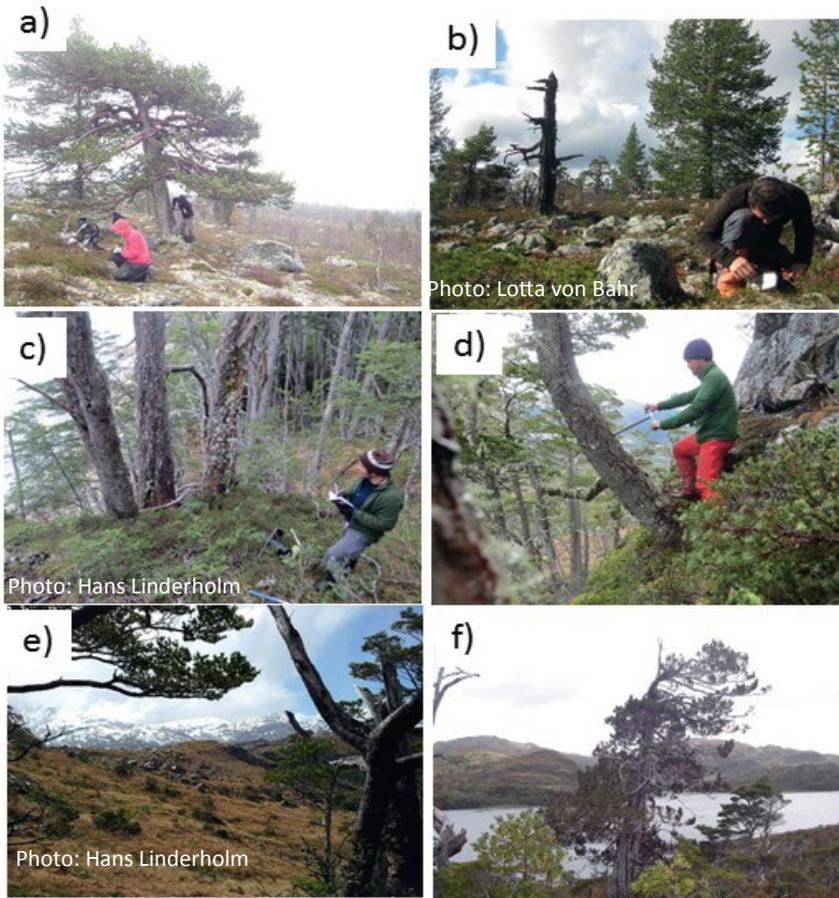 a)
b)
Photo: Lotta von Bahr
c)
Photo: Hans Linderholm
d)
e)
Photo: Hans Linderholm
f)